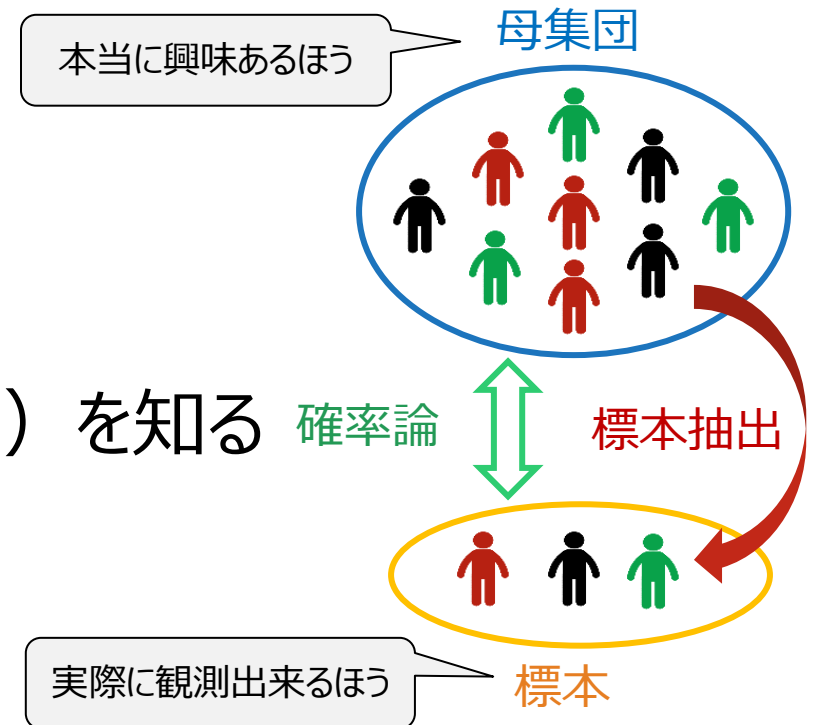 母集団
本当に興味あるほう
）を知る
確率論
標本抽出
実際に観測出来るほう
標本